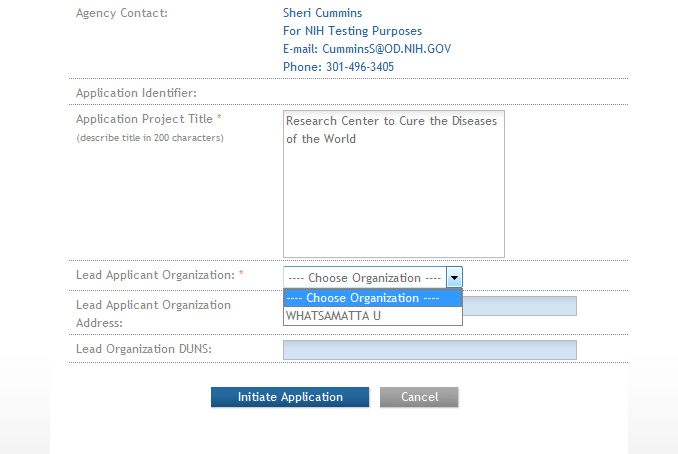 Agency Contact:
Sheri Cummins
For NIH Testing Purposes
E-mail: CumminsS@OD.NIH.GOV
Phone: 301-496-3405
Application Identifier:
Application Project Title *
(describe title in 200 characters)
Research Center to Cure the Diseases
of the World
Lead Applicant Organization: *
---- Choose Organization ----
---- Choose Organization ----
WHATSAMATTA U
Lead Applicant Organization
Address:
Lead Organization DUNS:
Initiate Application
Cancel